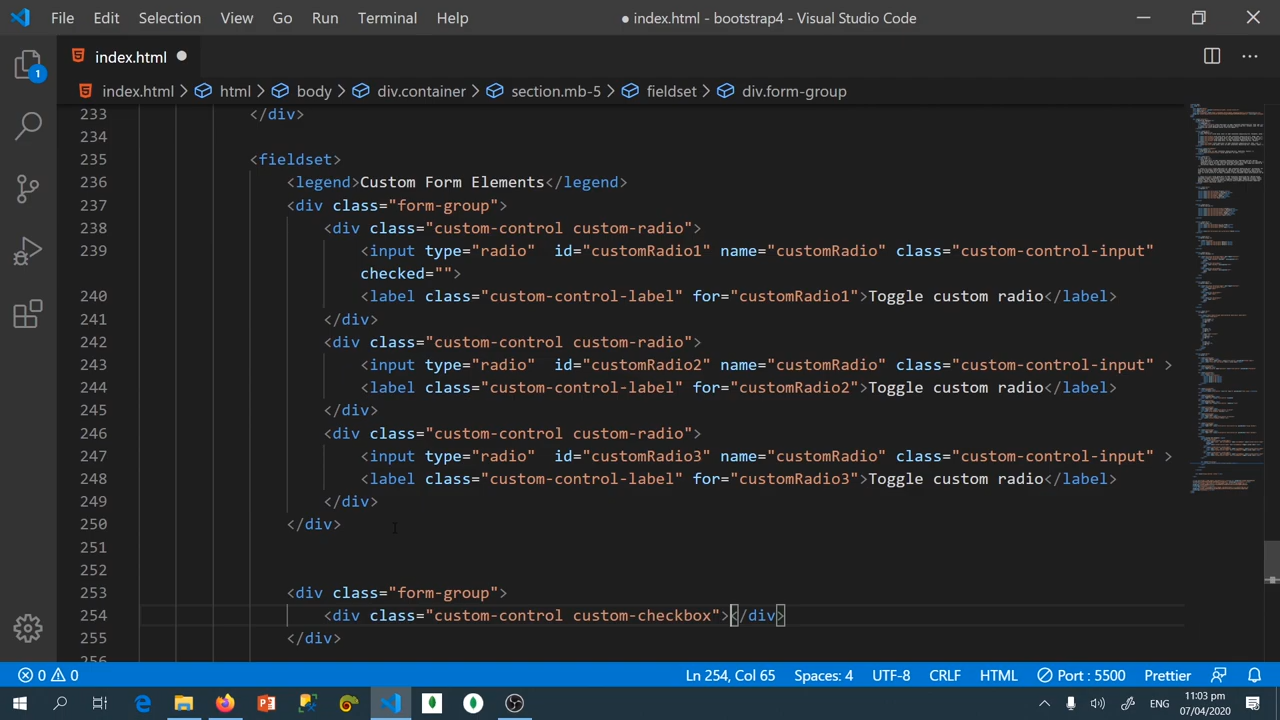 File Edit Selection View Go Run Terminal Help ● index.html - bootstrap4 - Visual Studio Code
index.html ●
index.html > html > body > div.container > section.mb-5 > fieldset > div.form-group
1
233 </div>
234
235 <fieldset>
236 <legend>Custom Form Elements</legend>
237 <div class="form-group">
238 <div class="custom-control custom-radio">
239 <input type="radio" id="customRadio1" name="customRadio" class="custom-control-input"
checked="">
240 <label class="custom-control-label" for="customRadio1">Toggle custom radio</label>
241 </div>
242 <div class="custom-control custom-radio">
243 <input type="radio" id="customRadio2" name="customRadio" class="custom-control-input" >
244 <label class="custom-control-label" for="customRadio2">Toggle custom radio</label>
245 </div>
246 <div class="custom-control custom-radio">
247 <input type="radio" id="customRadio3" name="customRadio" class="custom-control-input" >
248 <label class="custom-control-label" for="customRadio3">Toggle custom radio</label>
249 </div>
250 </div>
251
252
253 <div class="form-group">
254 <div class="custom-control custom-checkbox"></div>
255 </div>
256
0 0 Ln 254, Col 65 Spaces: 4 UTF-8 CRLF HTML Port : 5500 Prettier
ENG 11:03 pm
07/04/2020